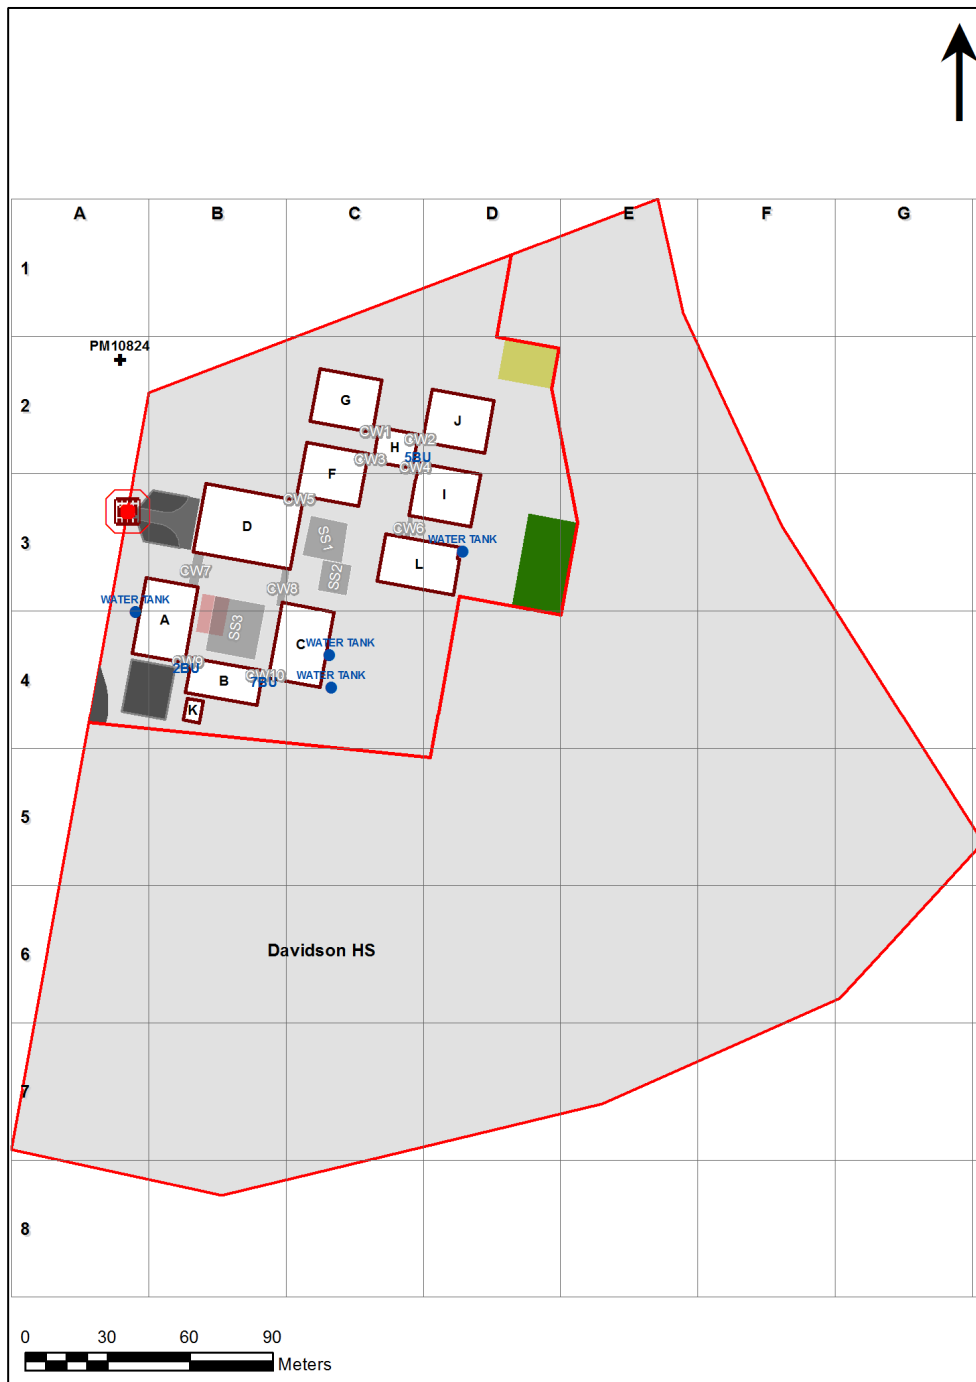 A B C D E F G
1
PM10824
2
G
J
CW1
CW2
H
5BU
CW3
CW4
F
I
CW5
D
3
SS1
CW6
WATER TANK
L
CW7
SS2
CW8
WATER TANK
A
SS3
C
WATER TANK
CW9
2BU
CW10
WATER TANK
7BU
B
4
K
5
Davidson HS
6
7
8
0 30 60 90
Meters